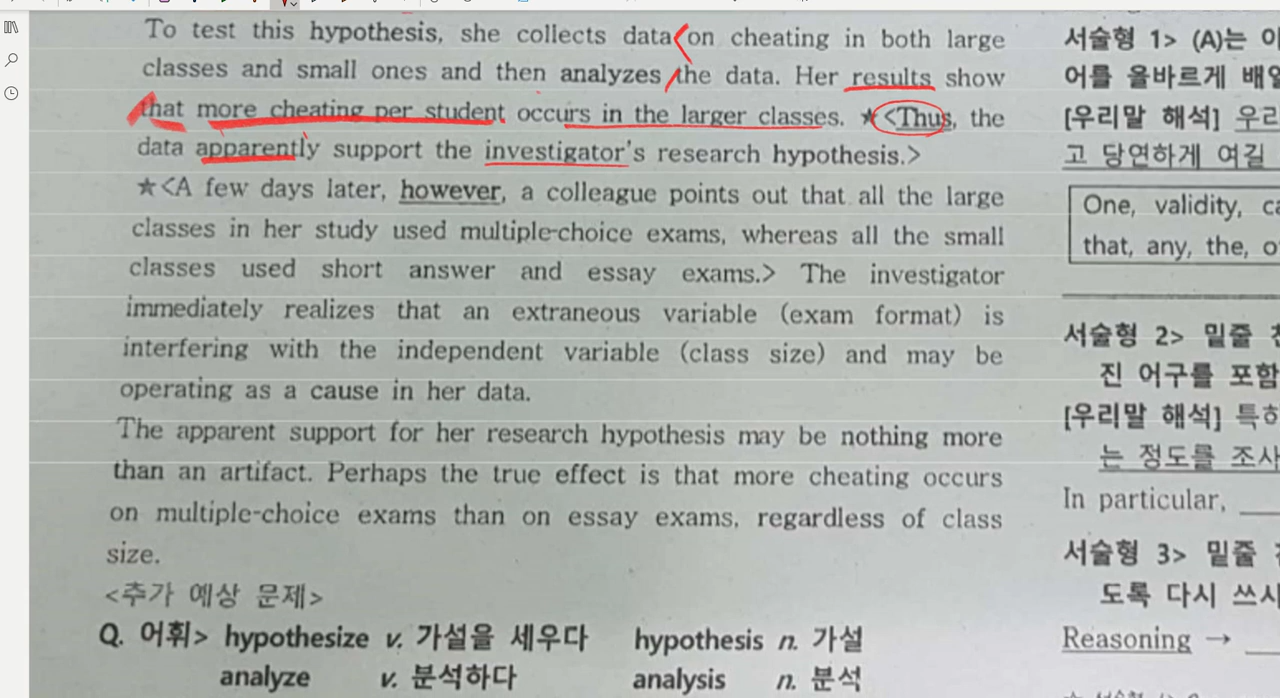 To test this hypothesis, she collects data on cheating in both large
classes and small ones and then analyzes the data. Her results show
that more cheating per student occurs in the larger classes. ★<Thus, the
data apparently support the investigator's research hypothesis.>
★<A few days later, however, a colleague points out that all the large
classes in her study used multiple-choice exams, whereas all the small
classes used short answer and essay exams.> The investigator
immediately realizes that an extraneous variable (exam format) is
interfering with the independent variable (class size) and may be
operating as a cause in her data.
The apparent support for her research hypothesis may be nothing more
than an artifact. Perhaps the true effect is that more cheating occurs
on multiple-choice exams than on essay exams, regardless of class
size.
<추가 예상 문제>
Q. 어휘> hypothesize v. 가설을 세우다 hypothesis n. 가설
analyze v. 분석하다 analysis n. 분석
서술형 1> (A)는
어를 올바르게
[우리말 해석] 우리
고 당연하게 여길
One, validity,
that, any, the,
서술형 2> 밑줄
진 어구를 포함
[우리말 해석] 특히
는 정도를 조사
In particular,
서술형 3> 밑줄
도록 다시 쓰시
Reasoning →